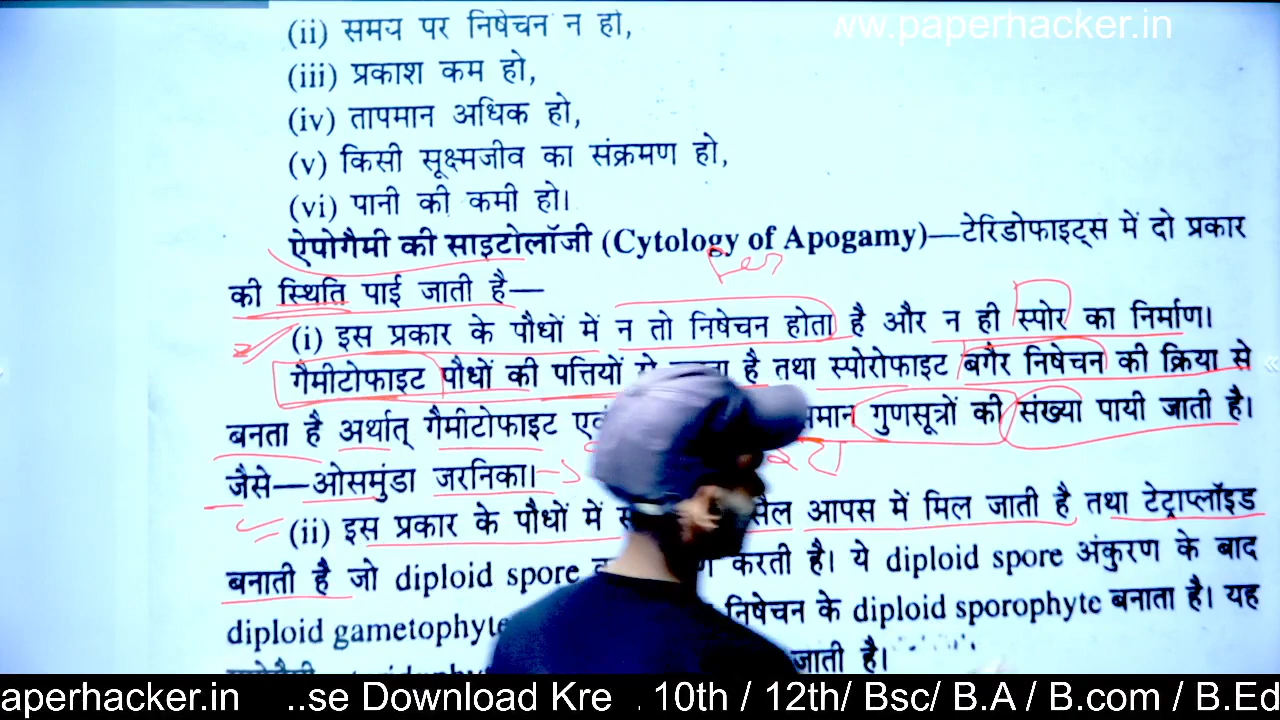 ww.paperhacker.in
(ii) समय पर निषेचन न हो,
(iii) प्रकाश कम हो,
(iv) तापमान अधिक हो,
(v) किसी सूक्ष्मजीव का संक्रमण हो,
(vi) पानी की कमी हो।
ऐपोगैमी की साइटोलॉजी (Cytology of Apogamy)—टेरिडोफाइट्स में दो प्रकार
की स्थिति पाई जाती है—
(i) इस प्रकार के पौधों में न तो निषेचन होता है और न ही स्पोर का निर्माण।
गैमीटोफाइट पौधों की पत्तियों है तथा स्पोरोफाइट बगैर निषेचन की क्रिया से
बनता है अर्थात् गैमीटोफाइट गुणसूत्रों की संख्या पायी जाती है।
जैसे—ओसमुंडा जरनिका।
(ii) इस प्रकार के पौधों में सैल आपस में मिल जाती है तथा टेट्राप्लॉइड
बनाती है जो diploid spore करती है। ये diploid spore अंकुरण के बाद
diploid gametophyte निषेचन के diploid sporophyte बनाता है। यह
जाती है।
aperhacker.in ..se Download Kre . 10th / 12th/ Bsc/ B.A / B.com / B.Ed